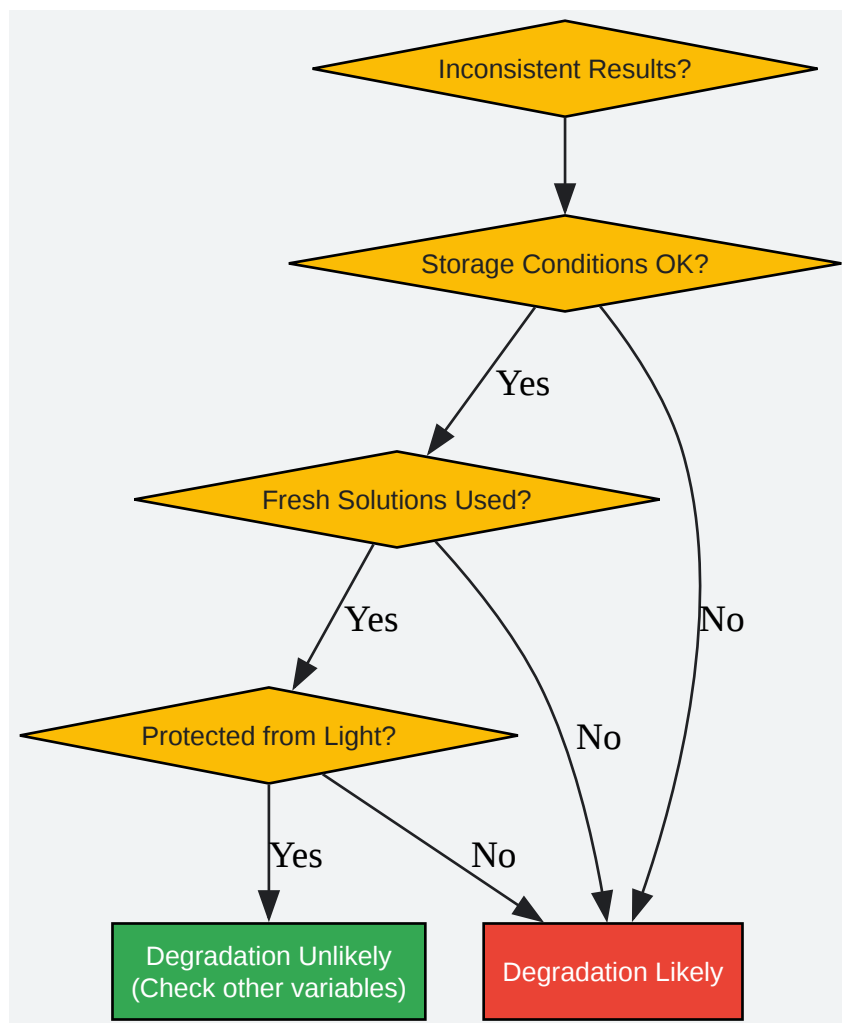 Inconsistent Results?
Storage Conditions OK?
Yes
Fresh Solutions Used?
Yes
No
Protected from Light?
No
Yes
No
Degradation Unlikely
(Check other variables)
Degradation Likely